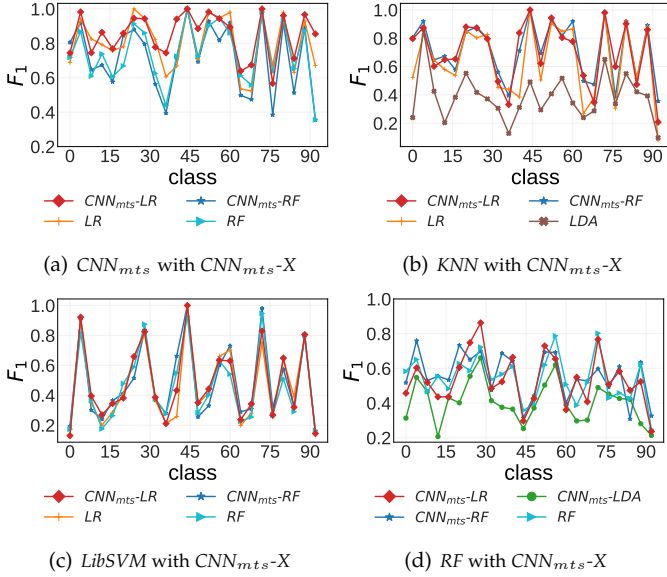 1.0
0.8
0.6
0.4
0.2
F1
0 15 30 45 60 75 90
class
CNNmts-LR CNNmts-RF
LR RF
(a) CNNmts with CNNmts-X
1.0
0.8
0.6
0.4
0.2
F1
0 15 30 45 60 75 90
class
CNNmts-LR CNNmts-RF
LR LDA
(b) KNN with CNNmts-X
1.0
0.8
0.6
0.4
0.2
F1
0 15 30 45 60 75 90
class
CNNmts-LR CNNmts-RF
LR RF
(c) LibSVM with CNNmts-X
1.0
0.8
0.6
0.4
0.2
F1
0 15 30 45 60 75 90
class
CNNmts-LR CNNmts-LDA
CNNmts-RF RF
(d) RF with CNNmts-X